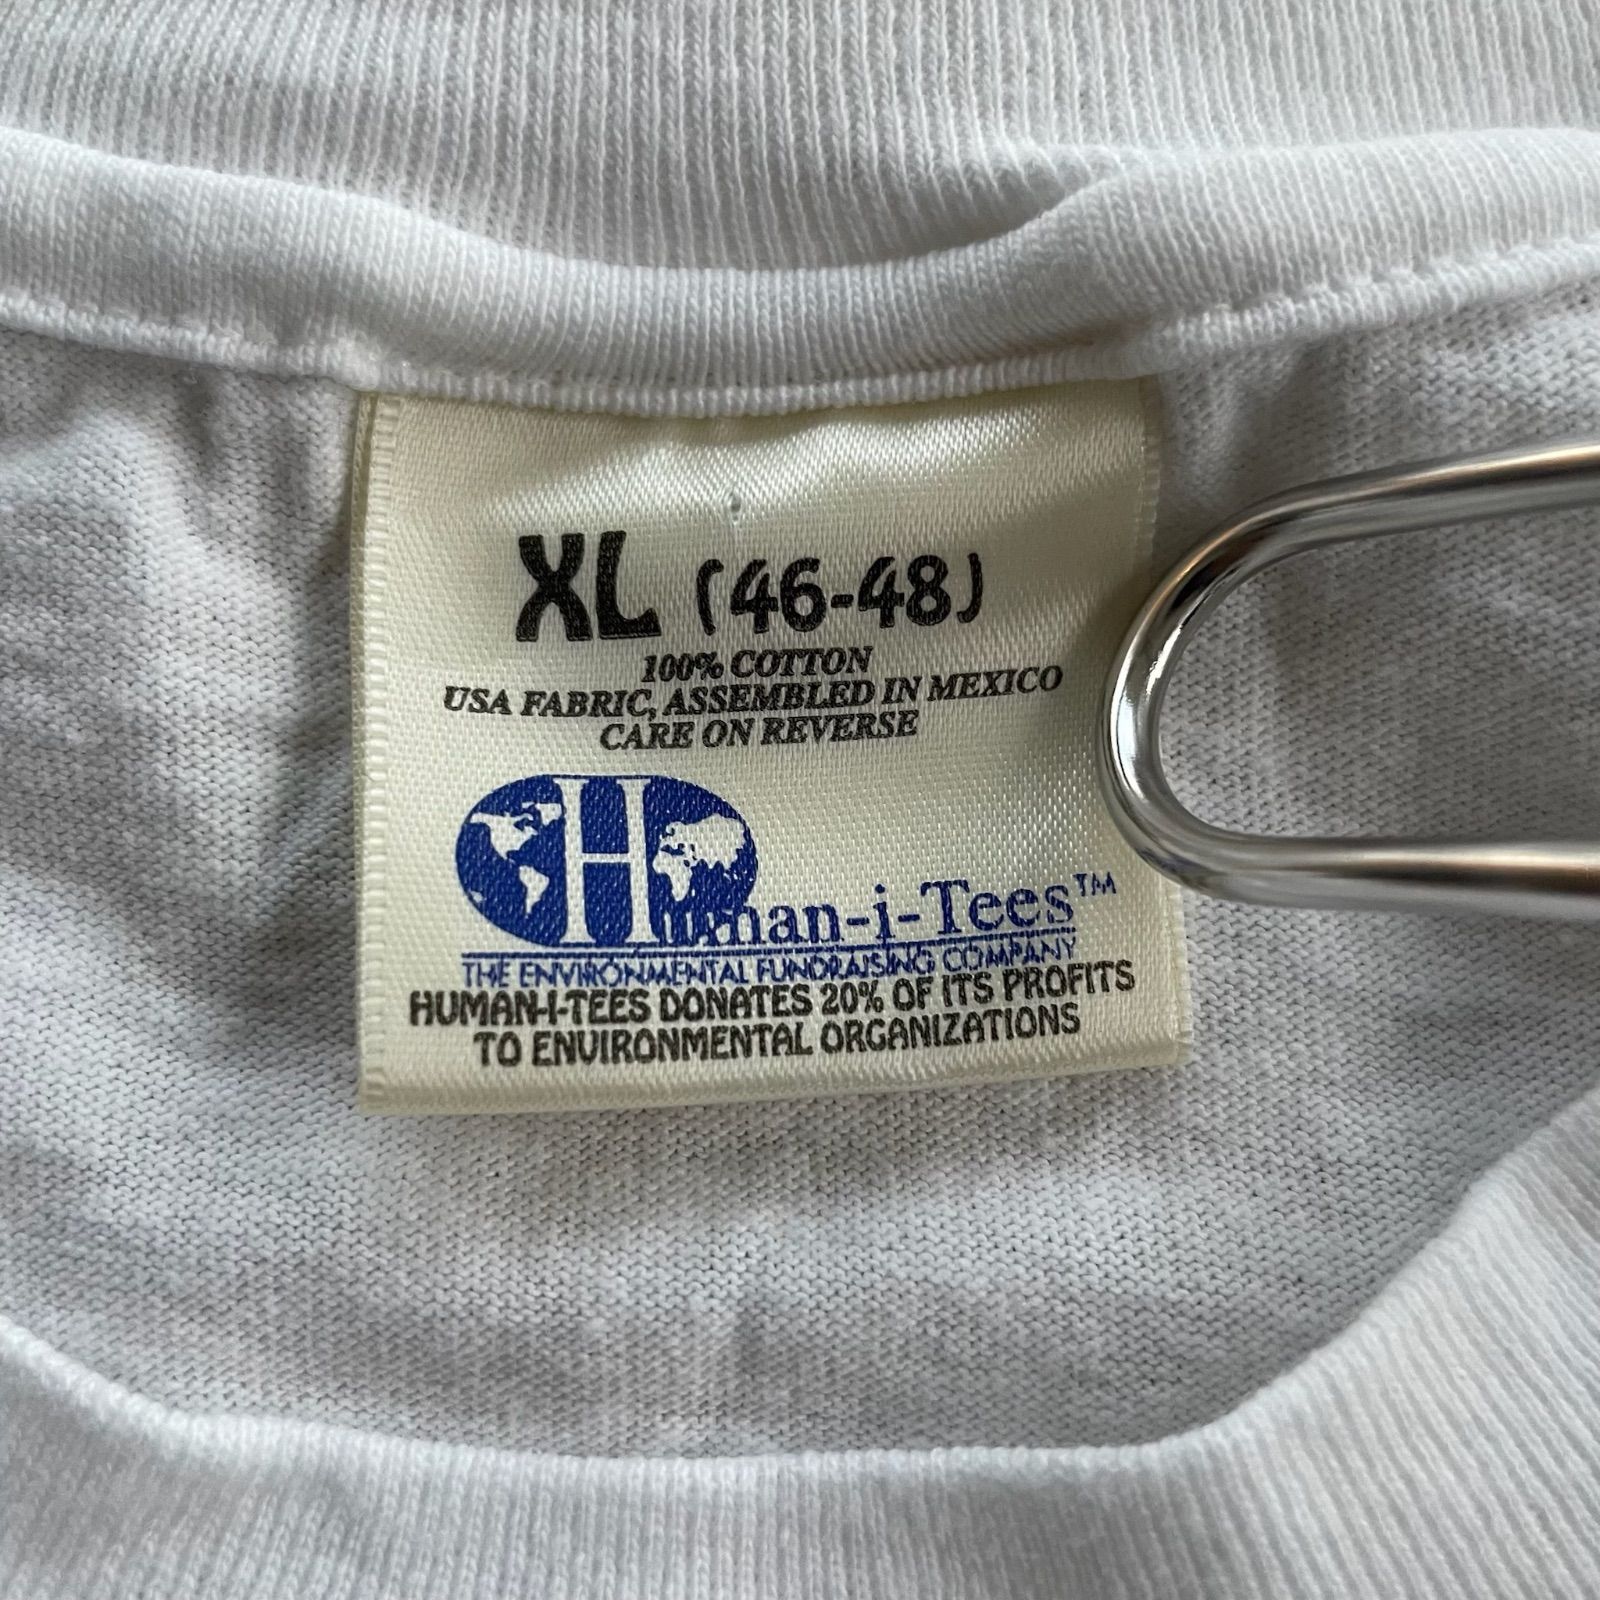 XL (46-48)
100% COTTON
USA FABRIC, ASSEMBLED IN MEXICO
CARE ON REVERSE
Human-i-Tees™
THE ENVIRONMENTAL FUNDRAISING COMPANY
HUMAN-I-TEES DONATES 20% OF ITS PROFITS
TO ENVIRONMENTAL ORGANIZATIONS